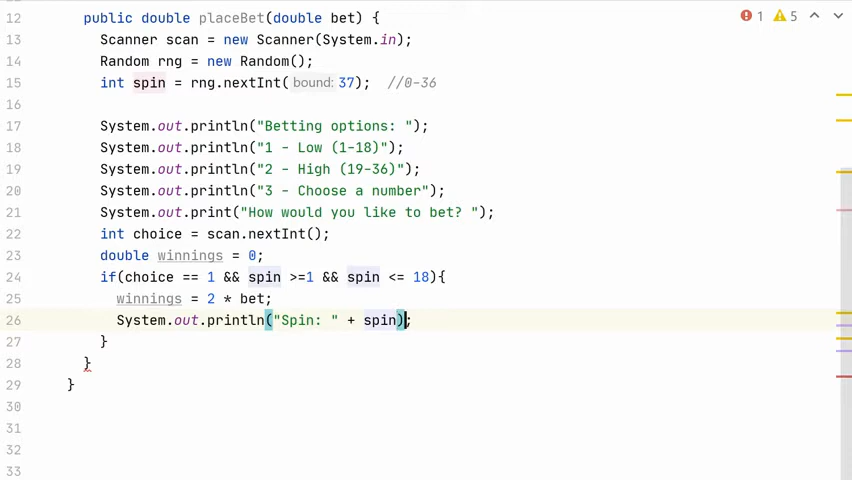 12 public double placeBet(double bet) {
1 5
13 Scanner scan = new Scanner(System.in);
14 Random rng = new Random();
15 int spin = rng.nextInt( bound: 37); //0-36
16
17 System.out.println("Betting options: ");
18 System.out.println("1 - Low (1-18)");
19 System.out.println("2 - High (19-36)");
20 System.out.println("3 - Choose a number");
21 System.out.print("How would you like to bet? ");
22 int choice = scan.nextInt();
23 double winnings = 0;
24 if(choice == 1 && spin >=1 && spin <= 18){
25 winnings = 2 * bet;
26 System.out.println("Spin: " + spin);
27 }
28 }
29 }
30
31
32
33